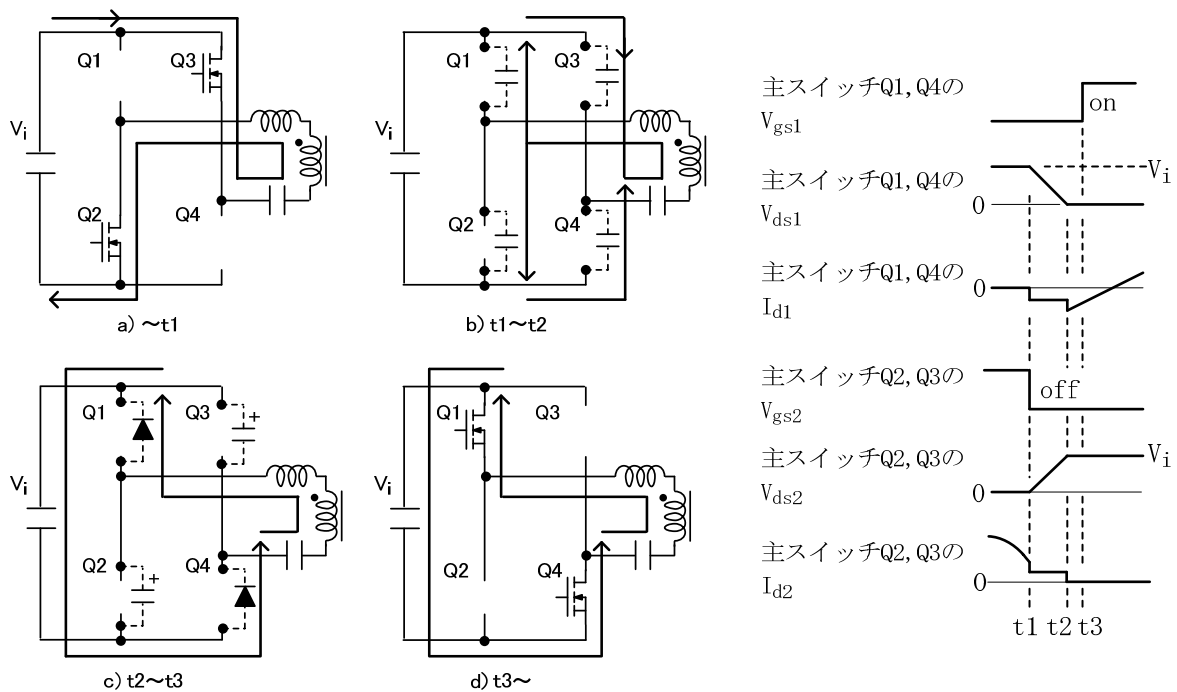 Q1
Q3
Vi
Q2
Q4
a) ～t1
Q1
Q3
Vi
Q2
Q4
b) t1～t2
Q1
Q3
+
Vi
Q2
Q4
+
c) t2～t3
Q1
Q3
Vi
Q2
Q4
d) t3～
主スイッチQ1,Q4の
Vgs1
on
主スイッチQ1,Q4の
Vds1
Vi
0
主スイッチQ1,Q4の
Id1
0
主スイッチQ2,Q3の
Vgs2
off
主スイッチQ2,Q3の
Vds2
Vi
0
主スイッチQ2,Q3の
Id2
0
t1 t2 t3